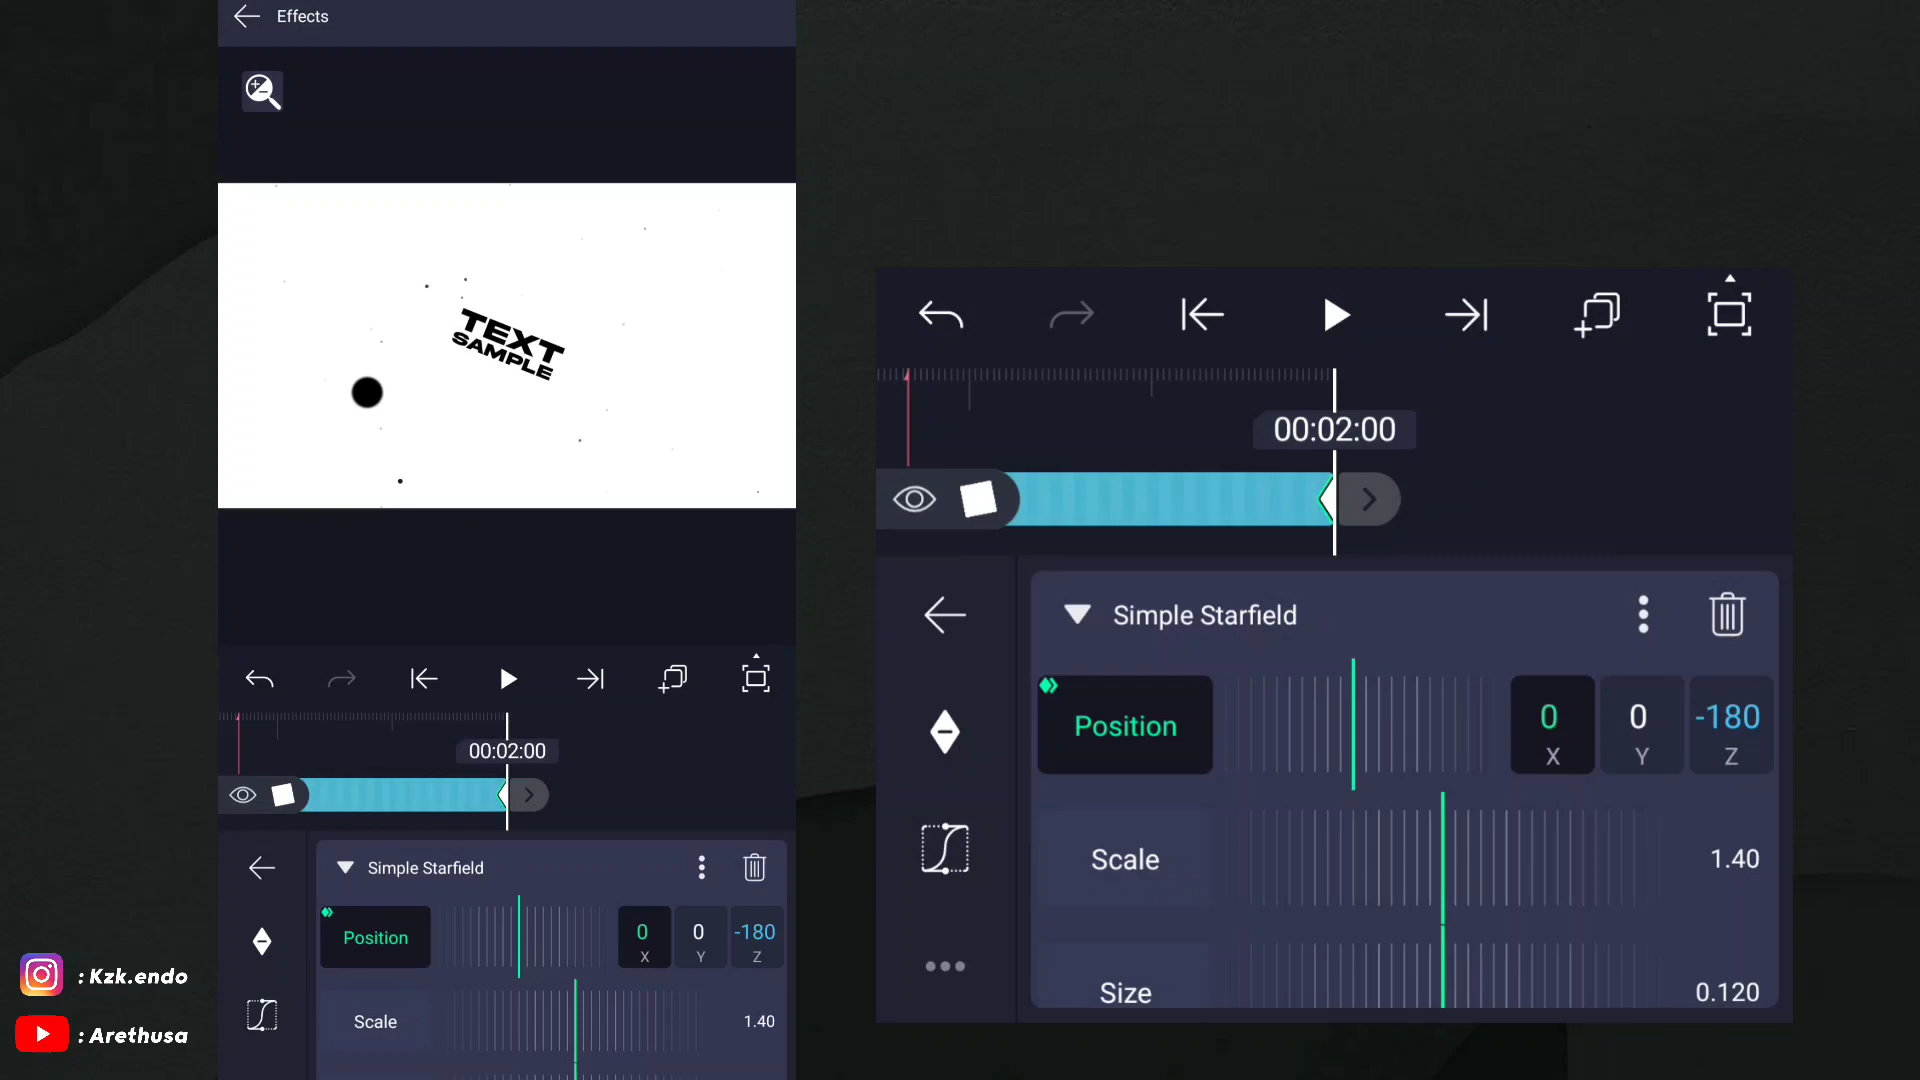 Effects
TEXT
SAMPLE
00:02:00
Simple Starfield
Position
0
X
0
Y
-180
Z
Scale
1.40
00:02:00
Simple Starfield
Position
0
X
0
Y
-180
Z
Scale
1.40
Size
0.120
: Kzk.endo
: Arethusa